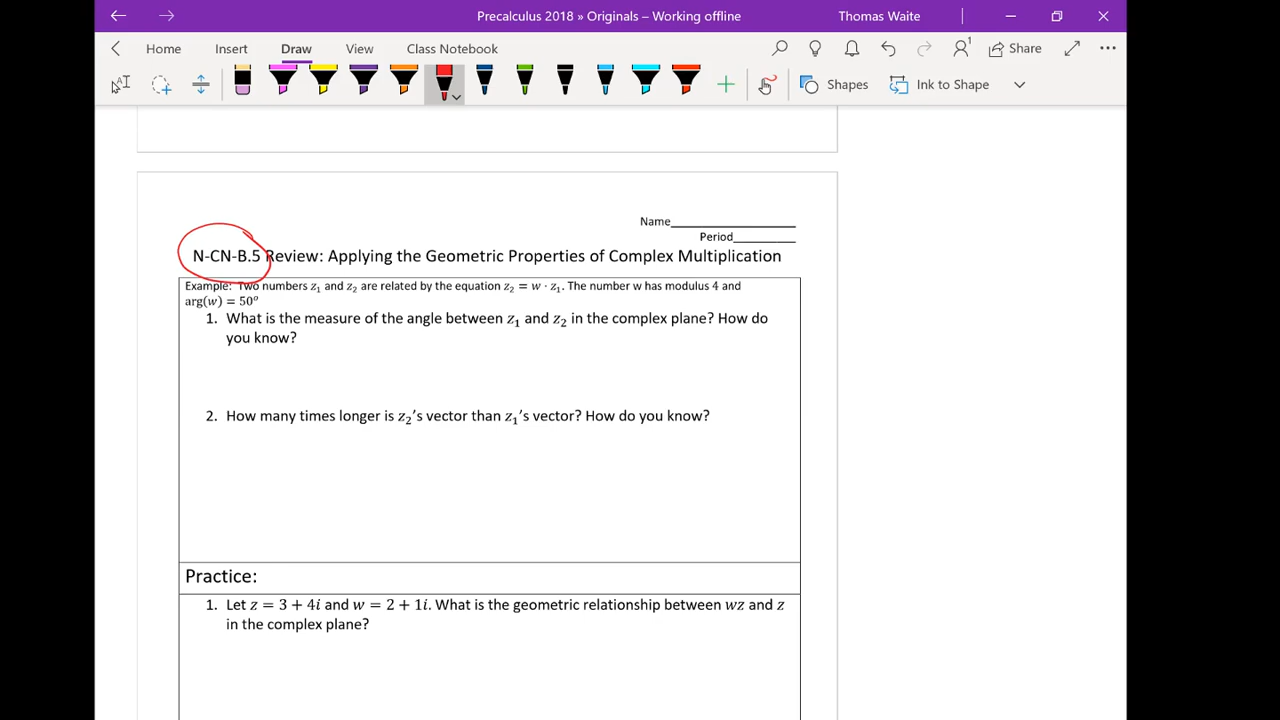 Precalculus 2018 » Originals – Working offline
Thomas Waite
Home Insert Draw View Class Notebook
Share
Shapes
Ink to Shape
Name____________________
Period__________
N-CN-B.5 Review: Applying the Geometric Properties of Complex Multiplication
Example: Two numbers z₁ and z₂ are related by the equation z₂ = w · z₁. The number w has modulus 4 and
arg(w) = 50°
1. What is the measure of the angle between z₁ and z₂ in the complex plane? How do
you know?
2. How many times longer is z₂'s vector than z₁'s vector? How do you know?
Practice:
1. Let z = 3 + 4i and w = 2 + 1i. What is the geometric relationship between wz and z
in the complex plane?